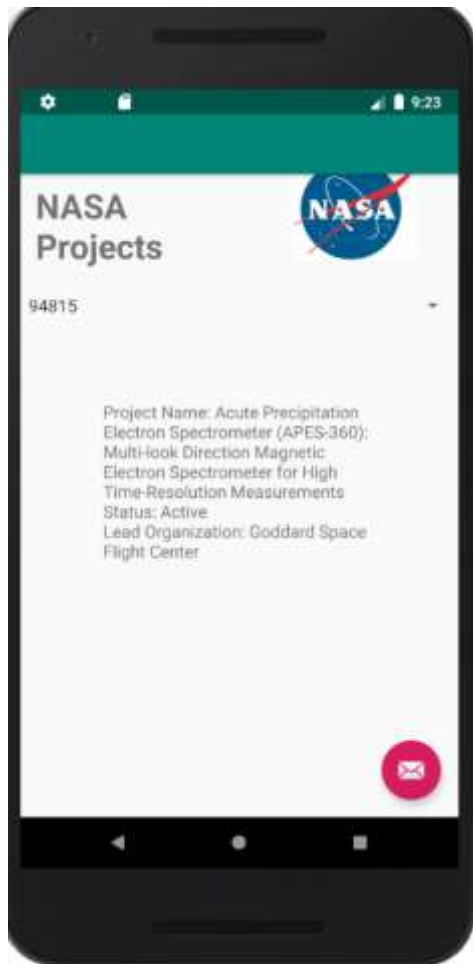 9:23
NASA
Projects
NASA
94815
Project Name: Acute Precipitation
Electron Spectrometer (APES-360):
Multi-look Direction Magnetic
Electron Spectrometer for High
Time-Resolution Measurements
Status: Active
Lead Organization: Goddard Space
Flight Center